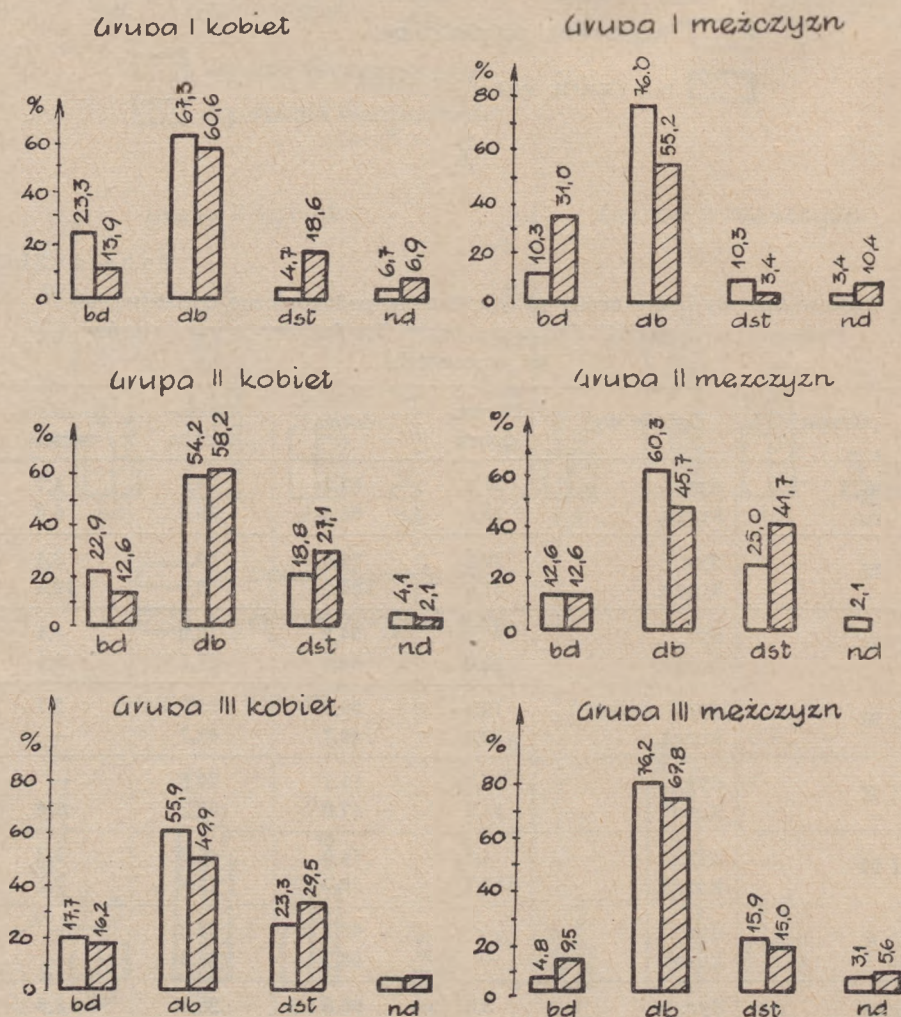 Grupa I kobiet
%
60
40
20
0
23,3 13,9 67,3 60,6 4,7 18,6 6,7 6,9
bd db dst nd
Grupa I mężczyzn
%
80
60
40
20
0
10,3 31,0 76.0 55,2 10,3 3,4 3,4 10,4
bd db dst nd
Grupa II kobiet
%
60
40
20
0
22,9 12,6 54,2 58,2 18,8 27,1 4,1 2,1
bd db dst nd
Grupa II mężczyzn
%
60
40
20
0
12,6 12,6 60,3 45,7 25,0 41,7 2,1
bd db dst nd
Grupa III kobiet
%
80
60
40
20
0
17,7 16,2 55,9 49,9 23,3 29,5
bd db dst nd
Grupa III mężczyzn
%
80
60
40
20
0
4,8 9,5 76,2 69,8 15,9 15,0 3,1 5,6
bd db dst nd